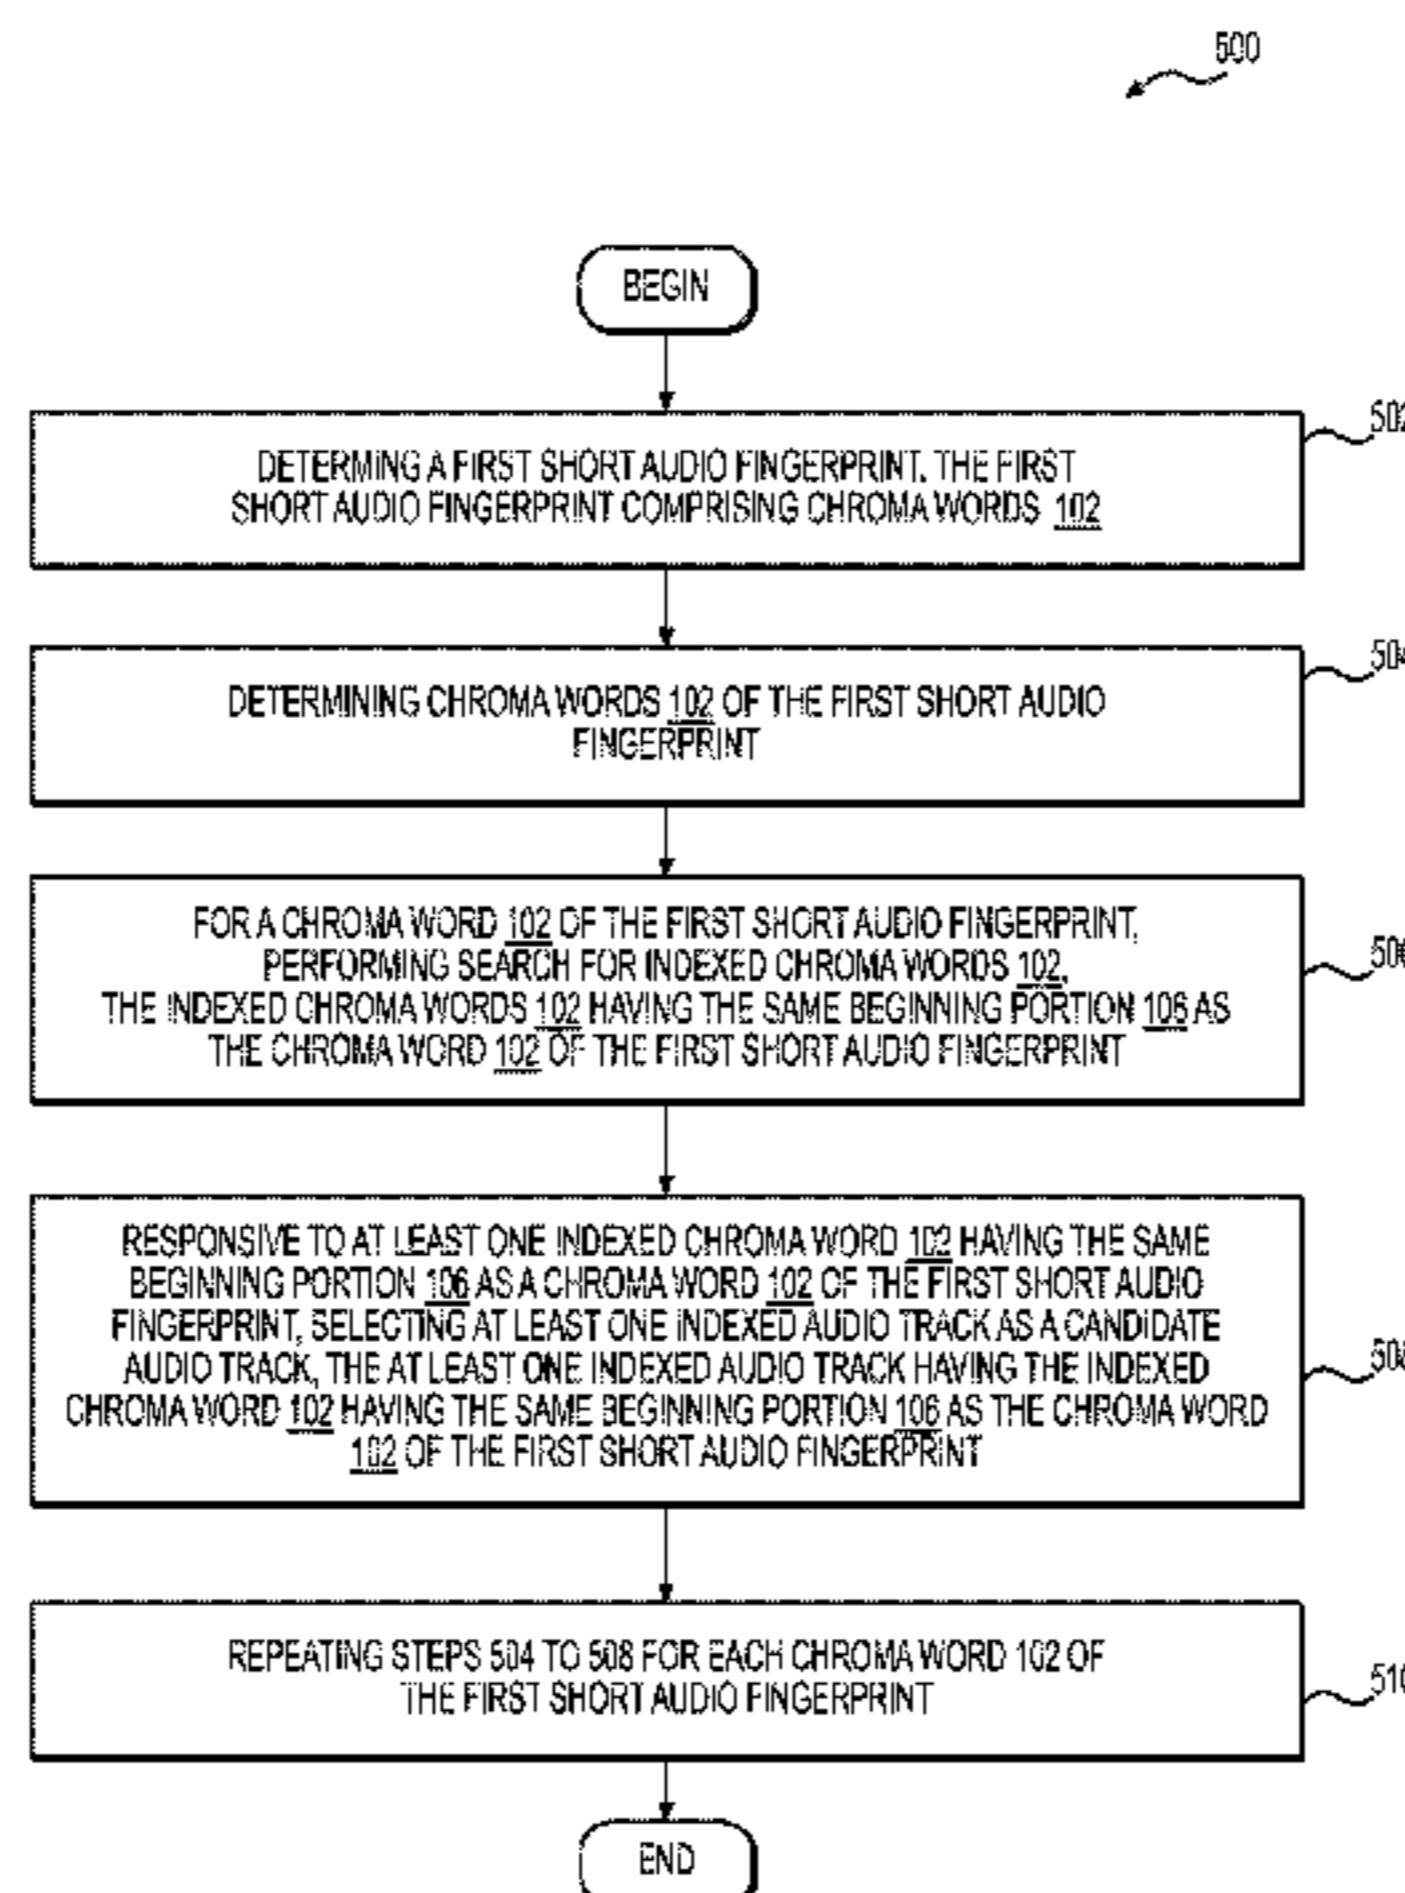 500
BEGIN
502
DETERMING A FIRST SHORT AUDIO FINGERPRINT, THE FIRST
SHORT AUDIO FINGERPRINT COMPRISING CHROMA WORDS 102
504
DETERMINING CHROMA WORDS 102 OF THE FIRST SHORT AUDIO
FINGERPRINT
506
FOR A CHROMA WORD 102 OF THE FIRST SHORT AUDIO FINGERPRINT,
PERFORMING SEARCH FOR INDEXED CHROMA WORDS 102,
THE INDEXED CHROMA WORDS 102 HAVING THE SAME BEGINNING PORTION 106 AS
THE CHROMA WORD 102 OF THE FIRST SHORT AUDIO FINGERPRINT
508
RESPONSIVE TO AT LEAST ONE INDEXED CHROMA WORD 102 HAVING THE SAME
BEGINNING PORTION 106 AS A CHROMA WORD 102 OF THE FIRST SHORT AUDIO
FINGERPRINT, SELECTING AT LEAST ONE INDEXED AUDIO TRACK AS A CANDIDATE
AUDIO TRACK, THE AT LEAST ONE INDEXED AUDIO TRACK HAVING THE INDEXED
CHROMA WORD 102 HAVING THE SAME BEGINNING PORTION 106 AS THE CHROMA WORD
102 OF THE FIRST SHORT AUDIO FINGERPRINT
510
REPEATING STEPS 504 TO 508 FOR EACH CHROMA WORD 102 OF
THE FIRST SHORT AUDIO FINGERPRINT
END